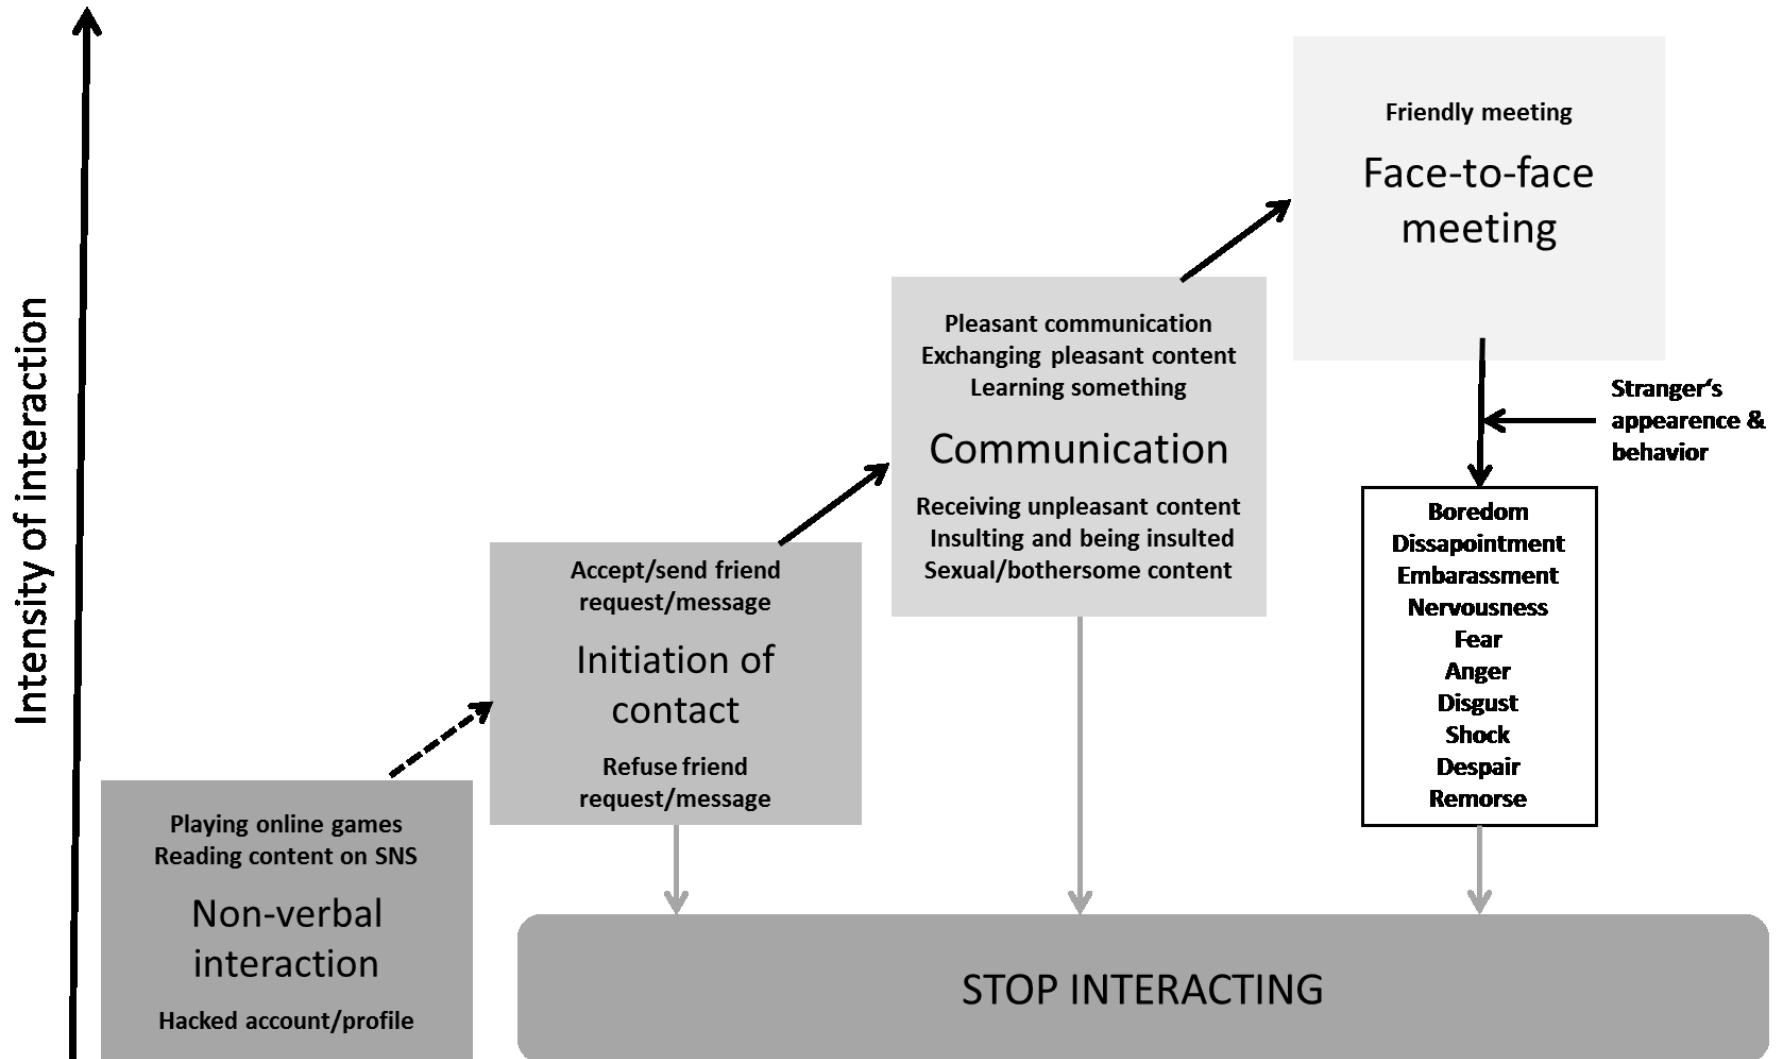 Intensity of interaction
Friendly meeting
Face-to-face
meeting
Pleasant communication
Exchanging pleasant content
Learning something
Communication
Receiving unpleasant content
Insulting and being insulted
Sexual/bothersome content
Stranger‘s
appearence &
behavior
Accept/send friend
request/message
Initiation of
contact
Refuse friend
request/message
Boredom
Dissapointment
Embarassment
Nervousness
Fear
Anger
Disgust
Shock
Despair
Remorse
Playing online games
Reading content on SNS
Non-verbal
interaction
Hacked account/profile
STOP INTERACTING